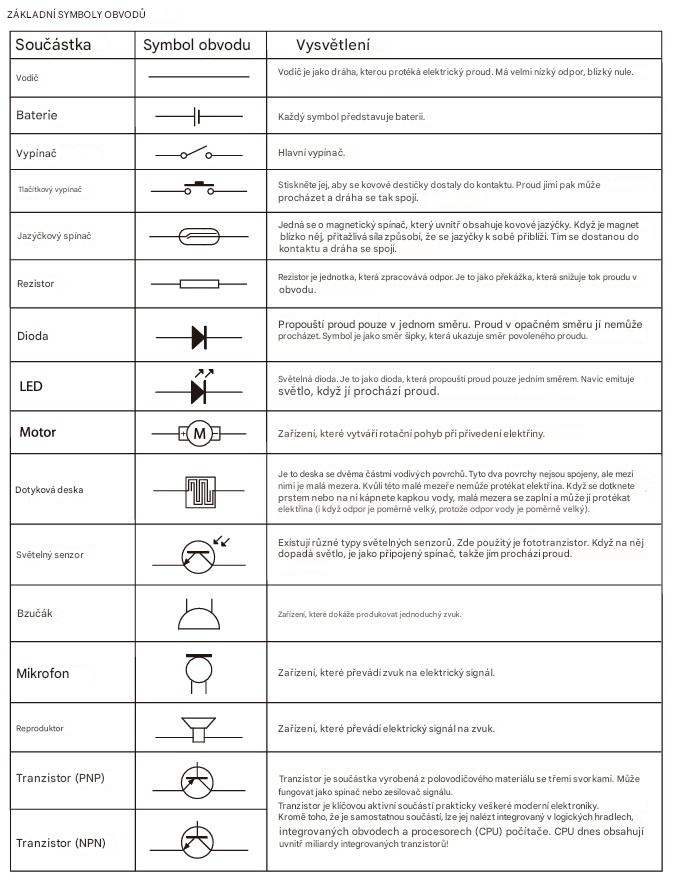 ZÁKLADNÍ SYMBOLY OBVODŮ
Součástka Symbol obvodu Vysvětlení
Vodič
Vodič je jako dráha, kterou protéká elektrický proud. Má velmi nízký odpor, blízký nule.
Baterie
Každý symbol představuje baterii.
Vypínač
Hlavní vypínač.
Tlačítkový vypínač
Stiskněte jej, aby se kovové destičky dostaly do kontaktu. Proud jimi pak může
procházet a dráha se tak spojí.
Jazýčkový spínač
Jedná se o magnetický spínač, který uvnitř obsahuje kovové jazýčky. Když je magnet
blízko něj, přitažlivá síla způsobí, že se jazýčky k sobě přiblíží. Tím se dostanou do
kontaktu a dráha se spojí.
Rezistor
Rezistor je jednotka, která zpracovává odpor. Je to jako překážka, která snižuje tok proudu v
obvodu.
Dioda
Propouští proud pouze v jednom směru. Proud v opačném směru jí nemůže
procházet. Symbol je jako směr šipky, která ukazuje směr povoleného proudu.
LED
Světelná dioda. Je to jako dioda, která propouští proud pouze jedním směrem. Navíc emituje
světlo, když jí prochází proud.
Motor
M
Zařízení, které vytváří rotační pohyb při přivedení elektřiny.
Dotyková deska
Je to deska se dvěma částmi vodivých povrchů. Tyto dva povrchy nejsou spojeny, ale mezi
nimi je malá mezera. Kvůli této malé mezeře nemůže protékat elektřina. Když se dotknete
prstem nebo na ni kápnete kapkou vody, malá mezera se zaplní a může jí protékat
elektřina (i když odpor je poměrně velký, protože odpor vody je poměrně velký).
Světelný senzor
Existují různé typy světelných senzorů. Zde použitý je fototranzistor. Když na něj
dopadá světlo, je jako připojený spínač, takže jím prochází proud.
Bzučák
Zařízení, které dokáže produkovat jednoduchý zvuk.
Mikrofon
Zařízení, které převádí zvuk na elektrický signál.
Reproduktor
Zařízení, které převádí elektrický signál na zvuk.
Tranzistor (PNP)
Tranzistor (NPN)
Tranzistor je součástka vyrobená z polovodičového materiálu se třemi svorkami. Může
fungovat jako spínač nebo zesilovač signálu.
Tranzistor je klíčovou aktivní součástí prakticky veškeré moderní elektroniky.
Kromě toho, že je samostatnou součástí, lze jej nalézt integrovaný v logických hradlech,
integrovaných obvodech a procesorech (CPU) počítače. CPU dnes obsahují
uvnitř miliardy integrovaných tranzistorů!